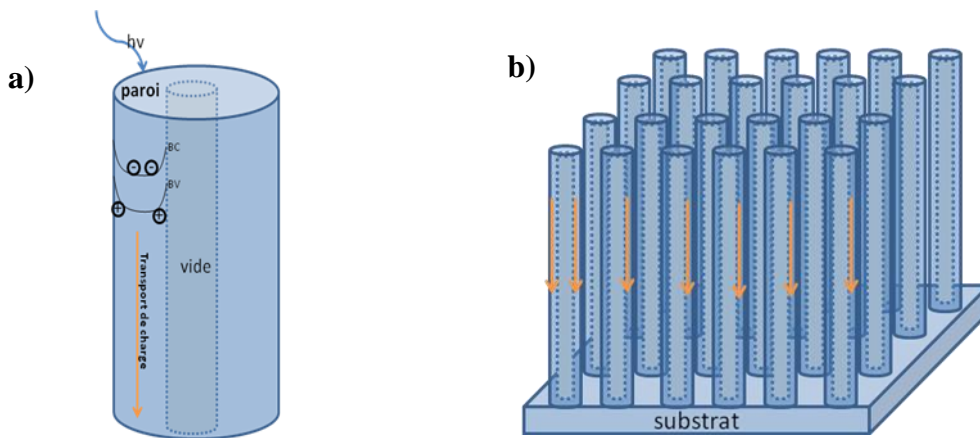 a)
hν
paroi
BC
BV
vide
Transport de charge
b)
substrat